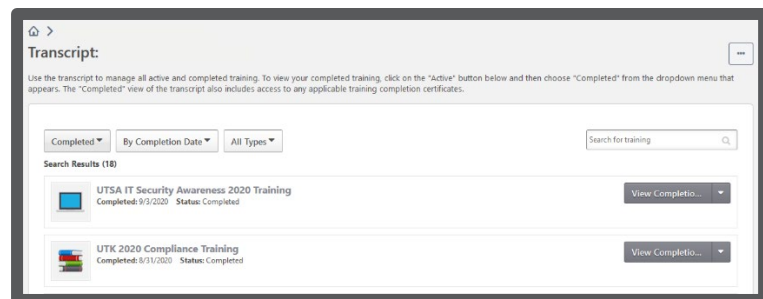 Transcript:
...
Use the transcript to manage all active and completed training. To view your completed training, click on the "Active" button below and then choose "Completed" from the dropdown menu that
appears. The "Completed" view of the transcript also includes access to any applicable training completion certificates.
Completed By Completion Date All Types Search for training
Search Results (18)
UTSA IT Security Awareness 2020 Training
Completed: 9/3/2020 Status: Completed
View Completio...
UTK 2020 Compliance Training
Completed: 8/31/2020 Status: Completed
View Completio...